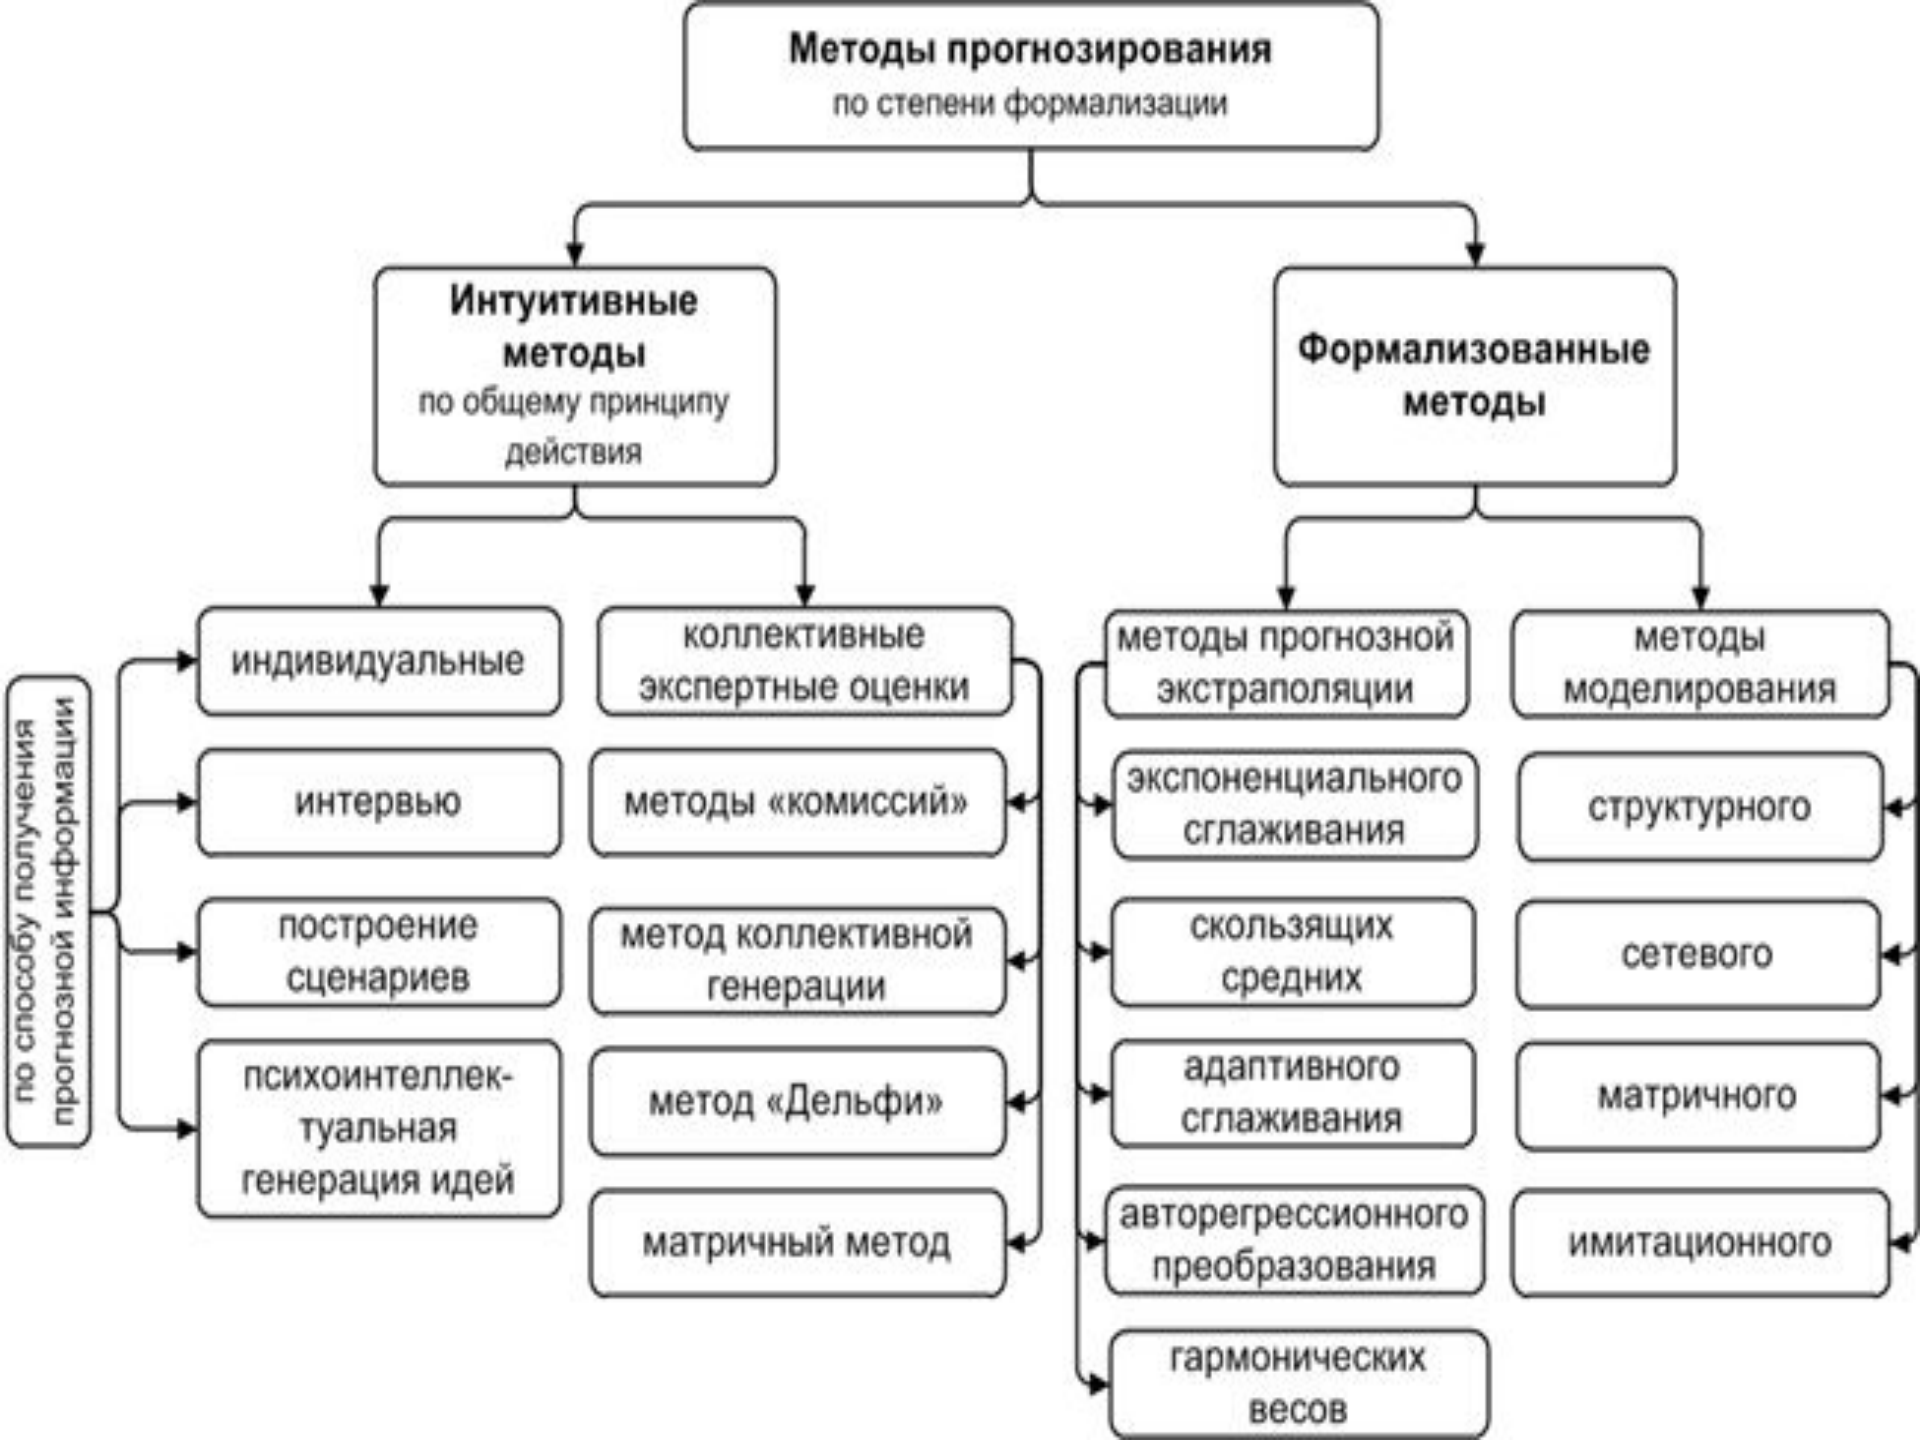 Методы прогнозирования
по степени формализации
Интуитивные
методы
по общему принципу
действия
Формализованные
методы
по способу получения
прогнозной информации
индивидуальные
интервью
построение
сценариев
психоинтеллек-
туальная
генерация идей
коллективные
экспертные оценки
методы «комиссий»
метод коллективной
генерации
метод «Дельфи»
матричный метод
методы прогнозной
экстраполяции
экспоненциального
сглаживания
скользящих
средних
адаптивного
сглаживания
авторегрессионного
преобразования
гармонических
весов
методы
моделирования
структурного
сетевого
матричного
имитационного